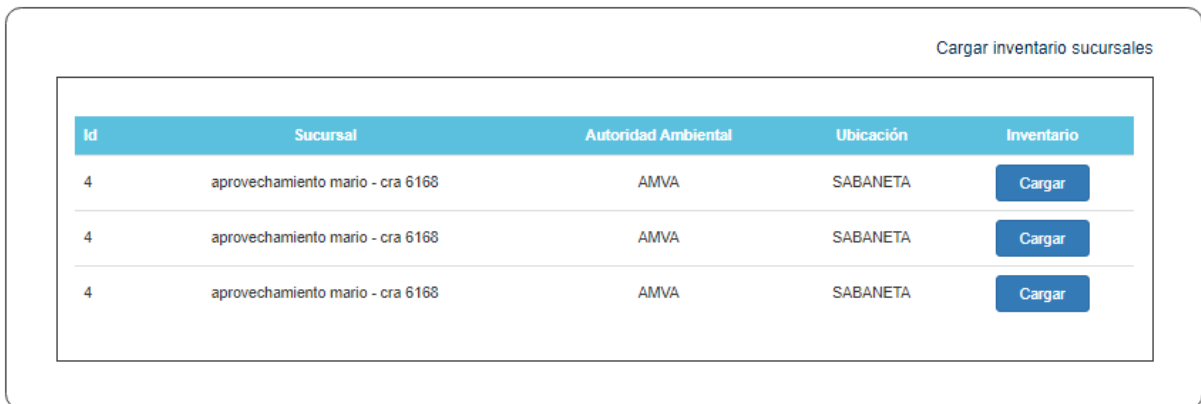 Cargar inventario sucursales
Id Sucursal Autoridad Ambiental Ubicación Inventario
4 aprovechamiento mario - cra 6168 AMVA SABANETA Cargar
4 aprovechamiento mario - cra 6168 AMVA SABANETA Cargar
4 aprovechamiento mario - cra 6168 AMVA SABANETA Cargar